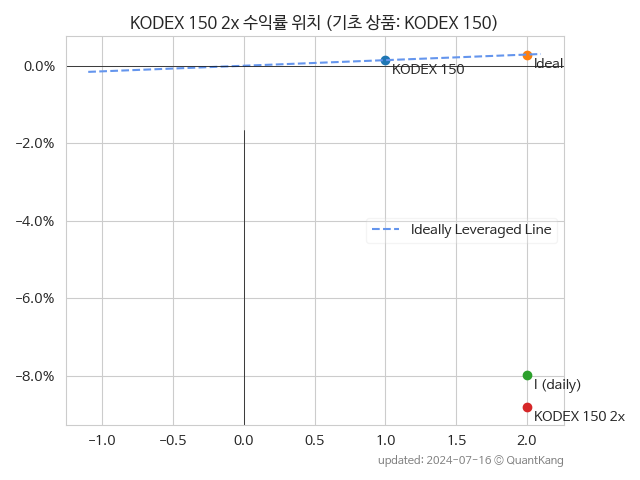 KODEX 150 2x 수익률 위치 (기초 상품: KODEX 150)
0.0%
−2.0%
−4.0%
−6.0%
−8.0%
KODEX 150
Ideal
Ideally Leveraged Line
I (daily)
KODEX 150 2x
−1.0
−0.5
0.0
0.5
1.0
1.5
2.0
updated: 2024-07-16 © QuantKang